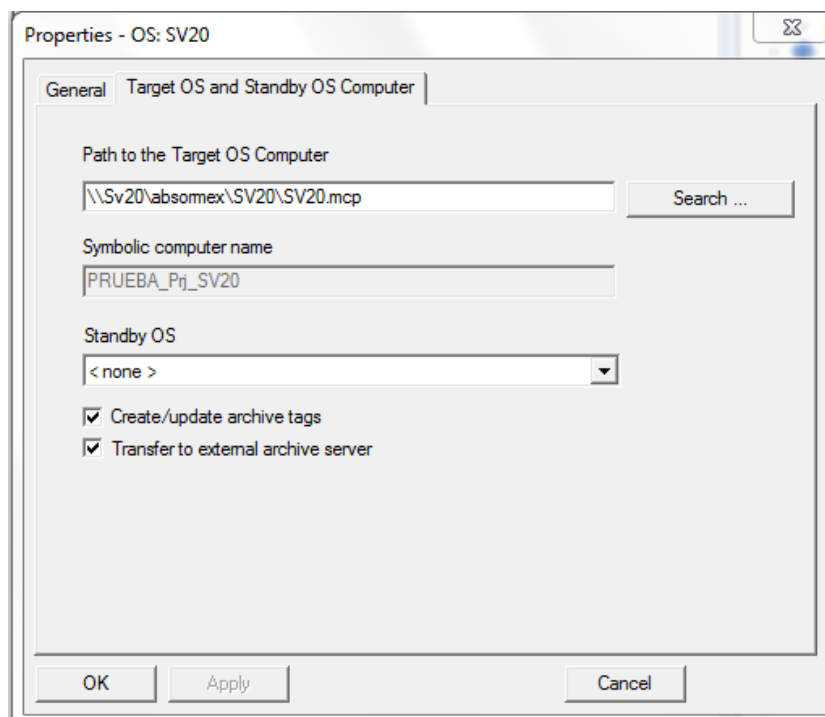 Properties - OS: SV20
General
Target OS and Standby OS Computer
Path to the Target OS Computer
\\Sv20\absormex\SV20\SV20.mcp
Search ...
Symbolic computer name
PRUEBA_Prj_SV20
Standby OS
< none >
Create/update archive tags
Transfer to external archive server
OK
Apply
Cancel